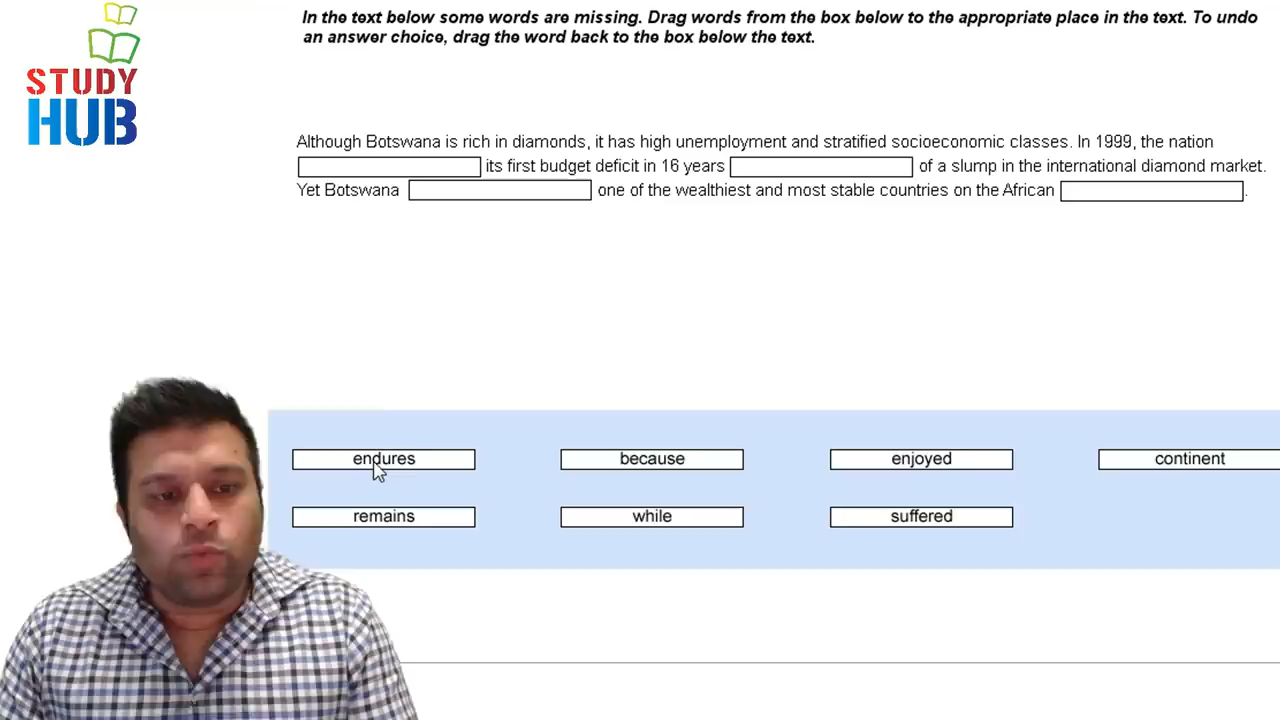 STUDY
HUB
In the text below some words are missing. Drag words from the box below to the appropriate place in the text. To undo
an answer choice, drag the word back to the box below the text.
Although Botswana is rich in diamonds, it has high unemployment and stratified socioeconomic classes. In 1999, the nation
its first budget deficit in 16 years of a slump in the international diamond market.
Yet Botswana one of the wealthiest and most stable countries on the African .
endures because enjoyed continent
remains while suffered